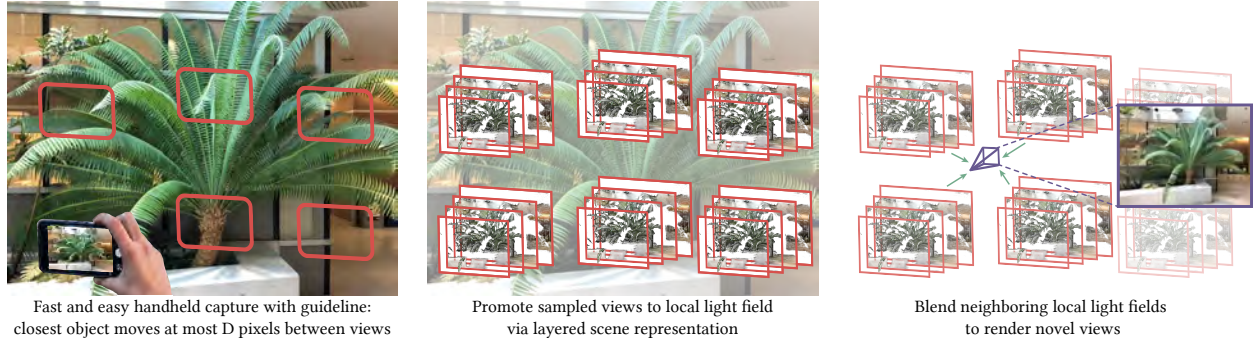 Fast and easy handheld capture with guideline:
closest object moves at most D pixels between views
Promote sampled views to local light field
via layered scene representation
Blend neighboring local light fields
to render novel views